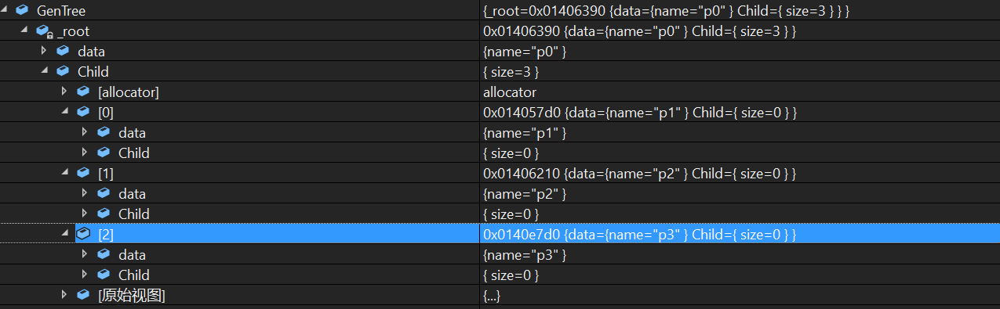 GenTree {_root=0x01406390 {data={name="p0" } Child={ size=3 } } }
_root 0x01406390 {data={name="p0" } Child={ size=3 } }
data {name="p0" }
Child { size=3 }
[allocator] allocator
[0] 0x014057d0 {data={name="p1" } Child={ size=0 } }
data {name="p1" }
Child { size=0 }
[1] 0x01406210 {data={name="p2" } Child={ size=0 } }
data {name="p2" }
Child { size=0 }
[2] 0x0140e7d0 {data={name="p3" } Child={ size=0 } }
data {name="p3" }
Child { size=0 }
[原始视图] {...}